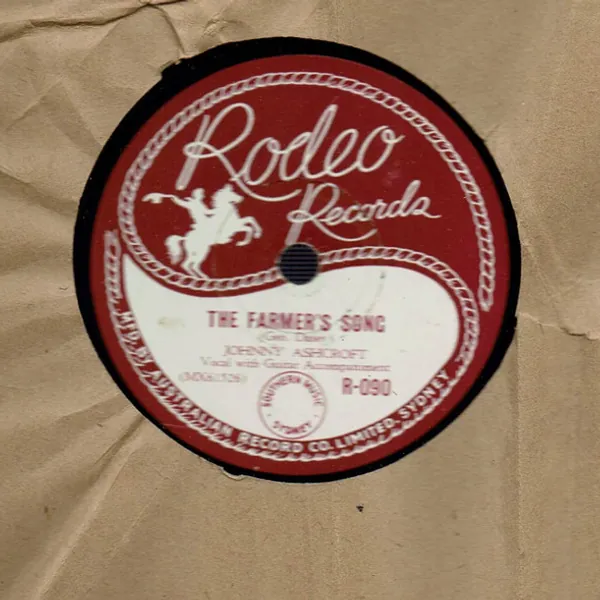 Rodeo
Records
THE FARMER'S SONG
JOHNNY ASHCROFT
Vocal with Guitar Accompaniment
(MX61526)
R-090
SOUTHERN MUSIC
SYDNEY
MFD. BY AUSTRALIAN RECORD CO. LIMITED. SYDNEY